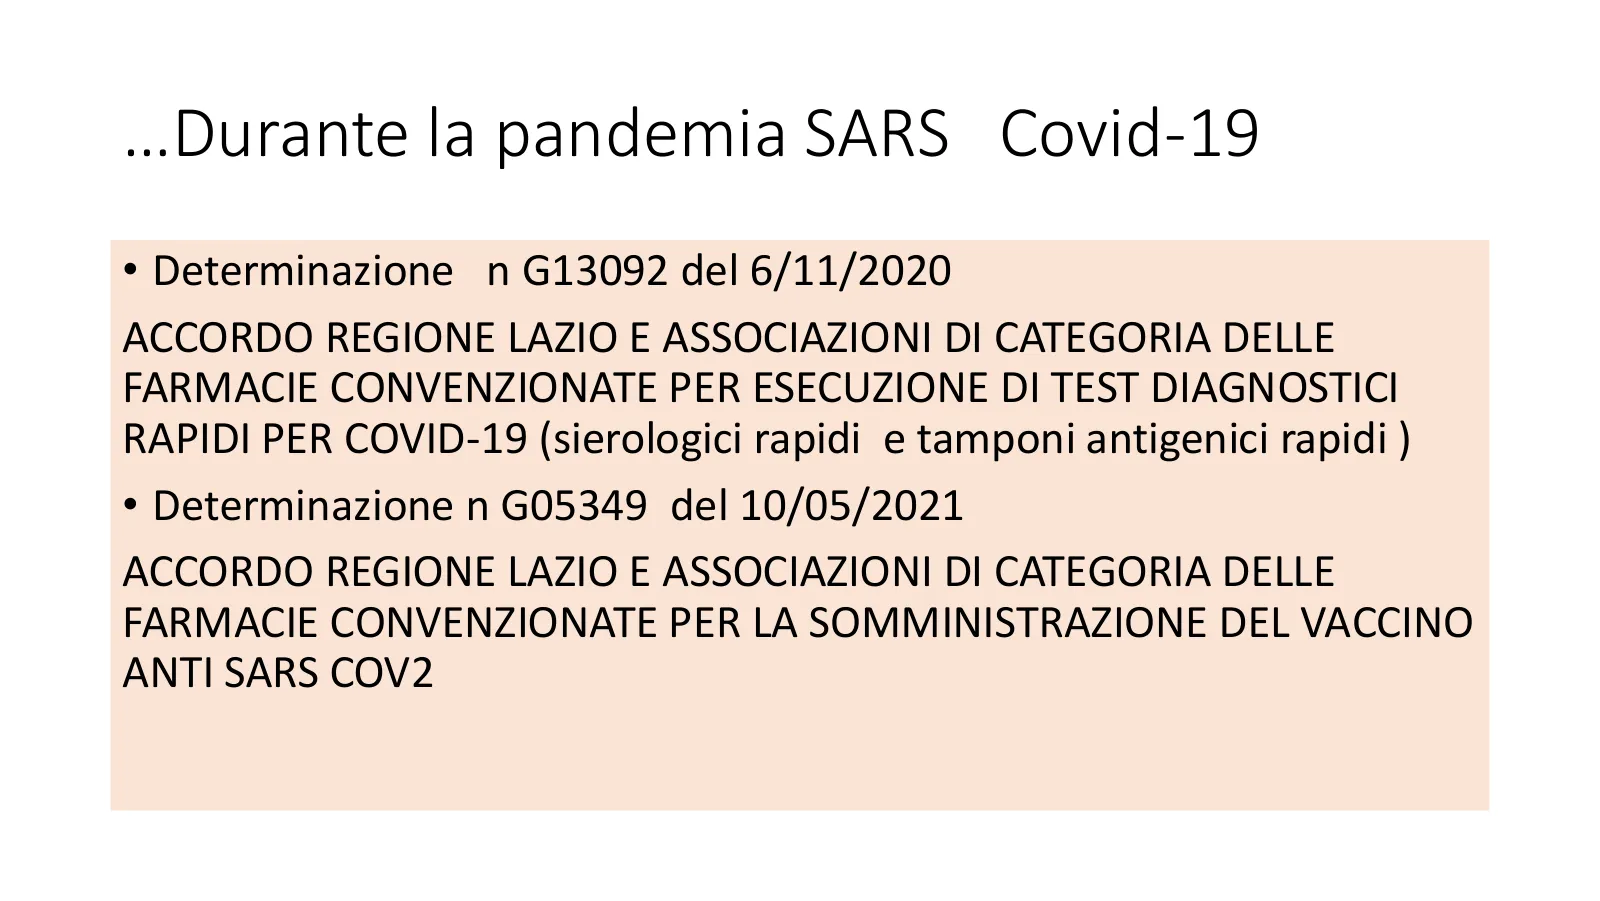 ...Durante la pandemia SARS   Covid-19
• Determinazione   n G13092 del 6/11/2020
ACCORDO REGIONE LAZIO E ASSOCIAZIONI DI CATEGORIA DELLE
FARMACIE CONVENZIONATE PER ESECUZIONE DI TEST DIAGNOSTICI
RAPIDI PER COVID-19 (sierologici rapidi  e tamponi antigenici rapidi )
• Determinazione n G05349  del 10/05/2021
ACCORDO REGIONE LAZIO E ASSOCIAZIONI DI CATEGORIA DELLE
FARMACIE CONVENZIONATE PER LA SOMMINISTRAZIONE DEL VACCINO
ANTI SARS COV2